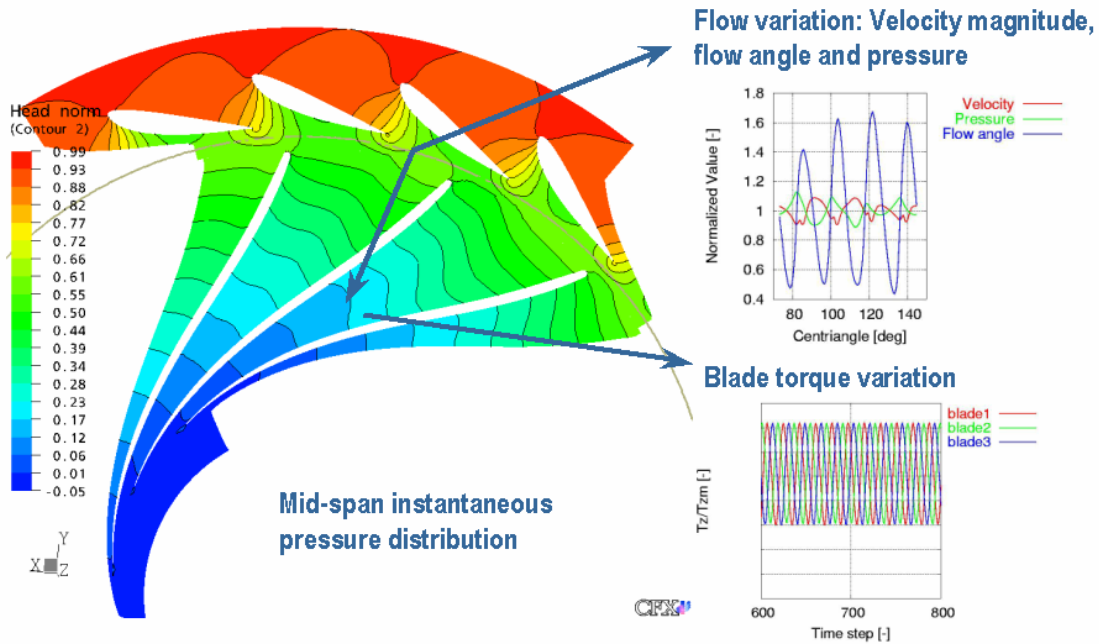 Flow variation: Velocity magnitude,
flow angle and pressure
Head norm
(Contour 2)
0.99
0.93
0.88
0.82
0.77
0.72
0.66
0.61
0.55
0.50
0.44
0.39
0.34
0.28
0.23
0.17
0.12
0.06
0.01
-0.05
Y
X Z
Mid-span instantaneous
pressure distribution
CFX
Normalized Value [-]
1.8
1.6
1.4
1.2
1
0.8
0.6
0.4
Velocity
Pressure
Flow angle
80 100 120 140
Centriangle [deg]
Blade torque variation
Tz/Tzm [-]
blade1
blade2
blade3
600 700 800
Time step [-]